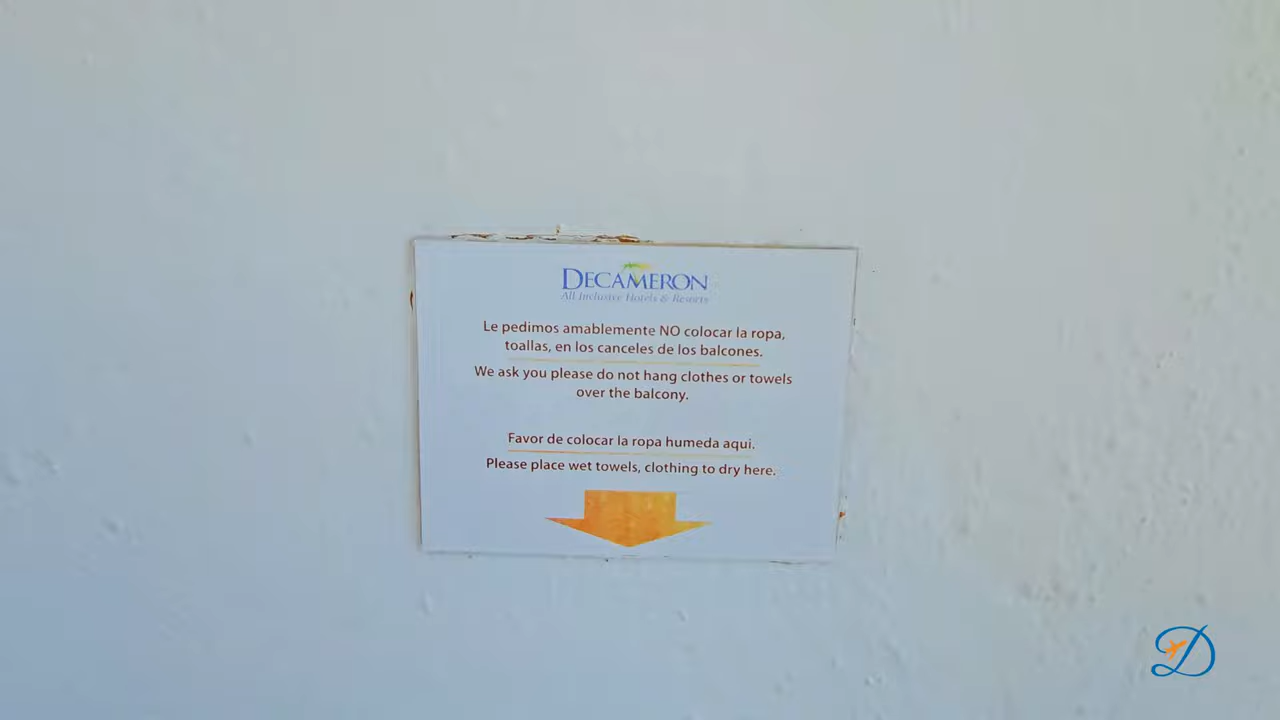 DECAMERON
All Inclusive Hotels & Resorts
Le pedimos amablemente NO colocar la ropa,
toallas, en los canceles de los balcones.
We ask you please do not hang clothes or towels
over the balcony.
Favor de colocar la ropa humeda aqui.
Please place wet towels, clothing to dry here.
D